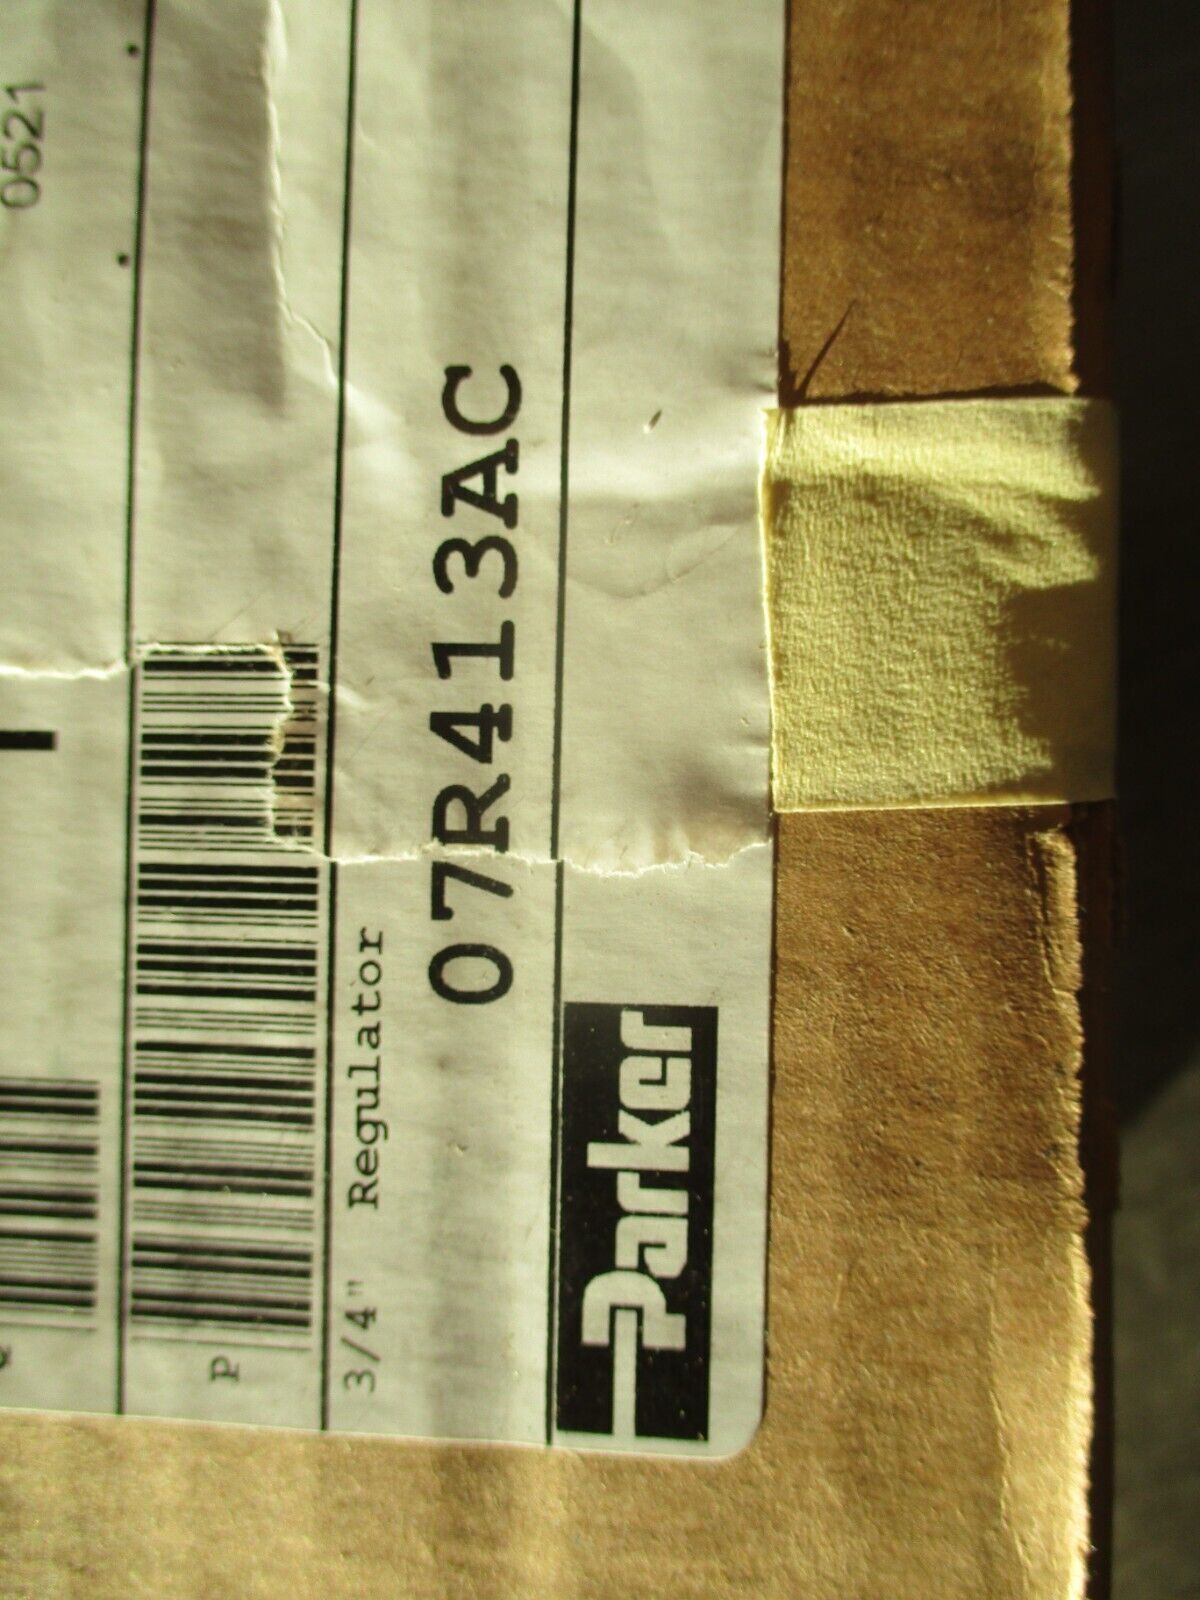 Parker
07R413AC
3/4" Regulator
P
0521